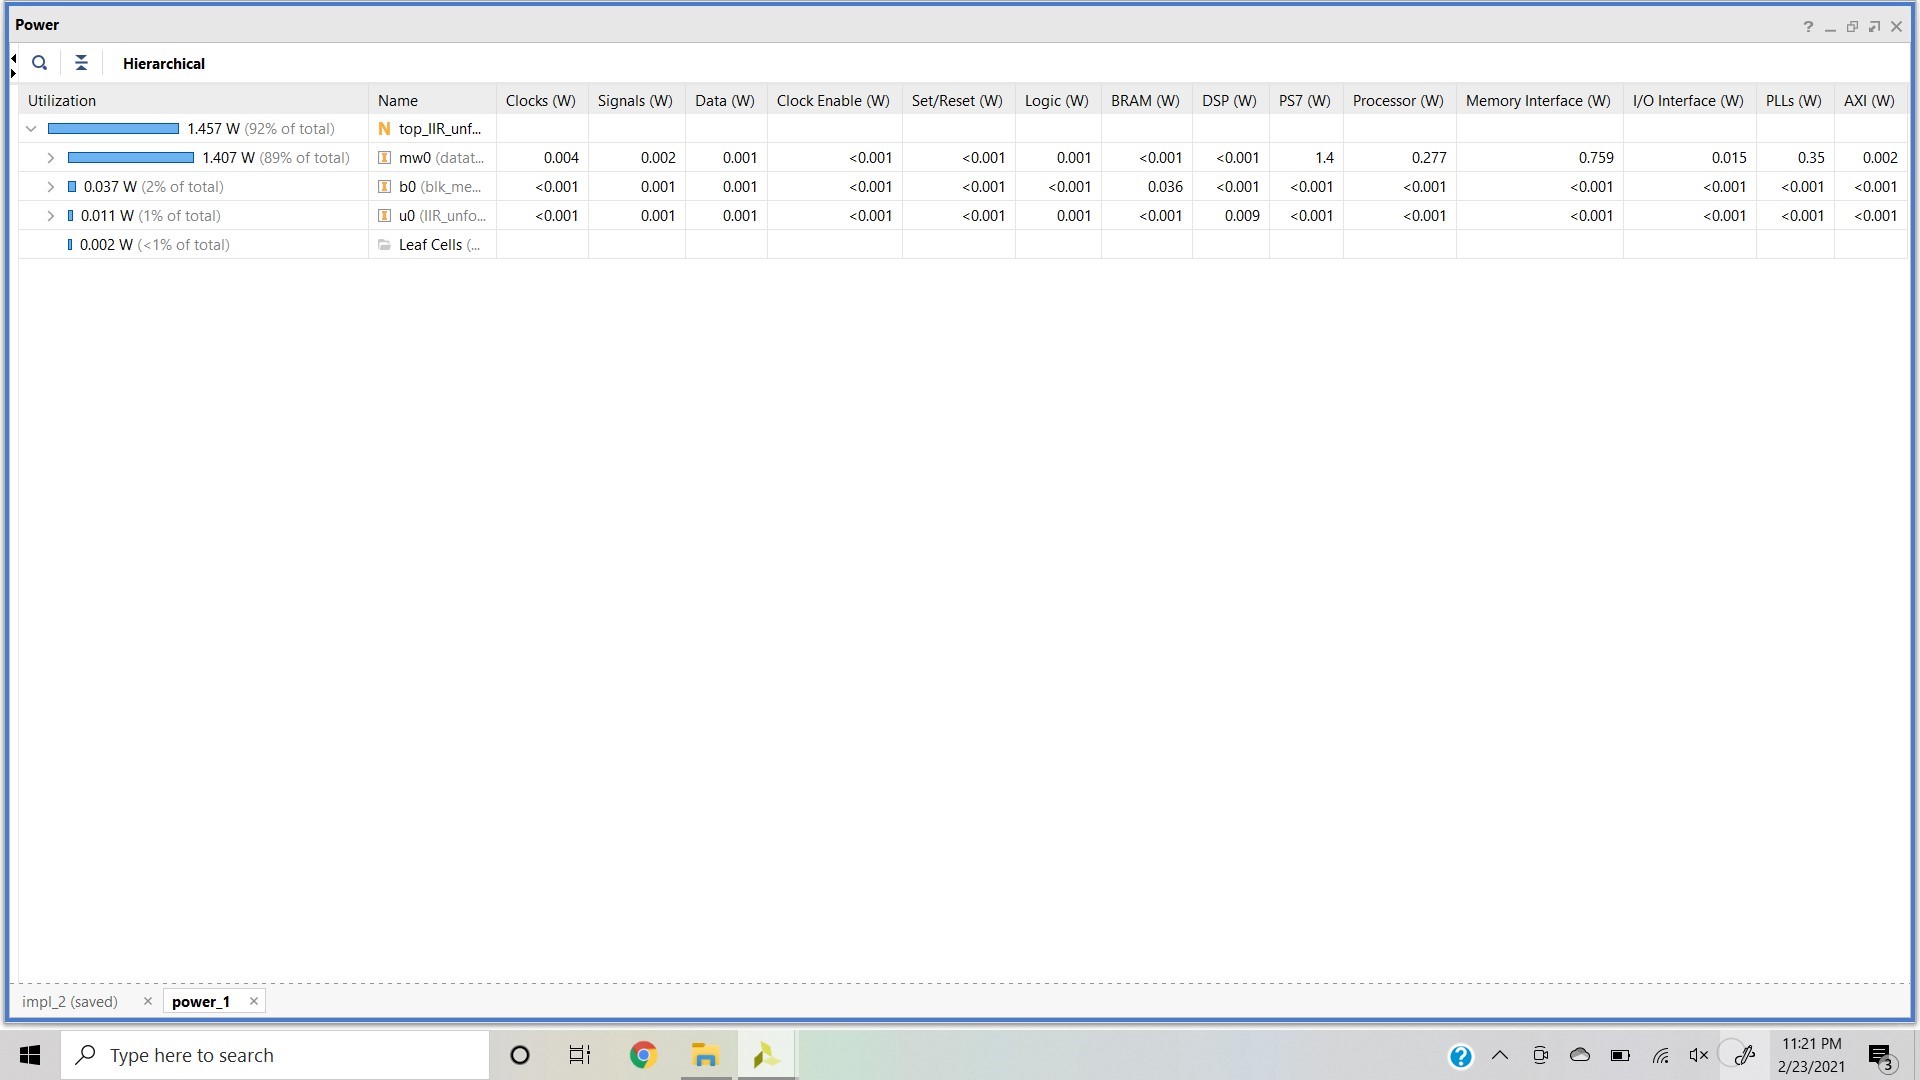 Power
Hierarchical
Utilization Name Clocks (W) Signals (W) Data (W) Clock Enable (W) Set/Reset (W) Logic (W) BRAM (W) DSP (W) PS7 (W) Processor (W) Memory Interface (W) I/O Interface (W) PLLs (W) AXI (W)
1.457 W (92% of total) N top_IIR_unf...
1.407 W (89% of total) I mw0 (datat... 0.004 0.002 0.001 <0.001 <0.001 0.001 <0.001 <0.001 1.4 0.277 0.759 0.015 0.35 0.002
0.037 W (2% of total) I b0 (blk_me... <0.001 0.001 0.001 <0.001 <0.001 <0.001 0.036 <0.001 <0.001 <0.001 <0.001 <0.001 <0.001 <0.001
0.011 W (1% of total) I u0 (IIR_unfo... <0.001 0.001 0.001 <0.001 <0.001 0.001 <0.001 0.009 <0.001 <0.001 <0.001 <0.001 <0.001 <0.001
0.002 W (<1% of total) Leaf Cells (...
impl_2 (saved) × power_1 ×
Type here to search
11:21 PM
2/23/2021
3